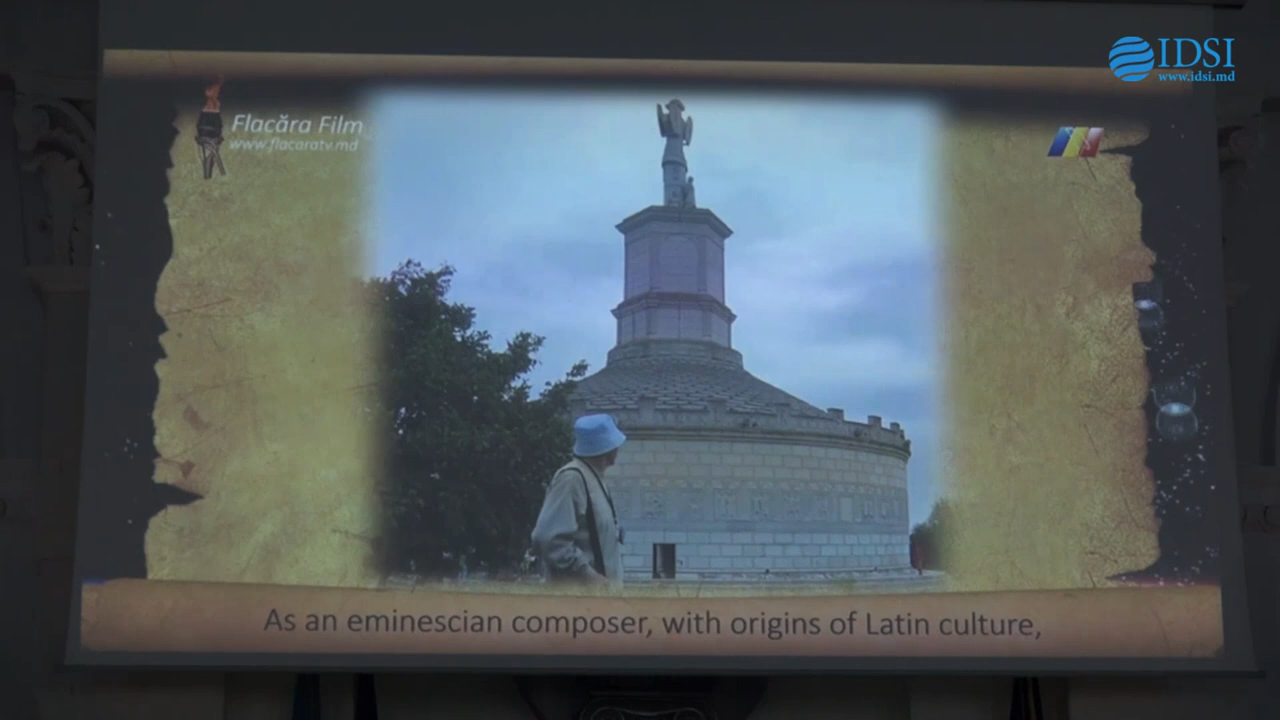 IDSI
www.idsi.md
Flacăra Film
www.flacaratv.md
As an eminescian composer, with origins of Latin culture,